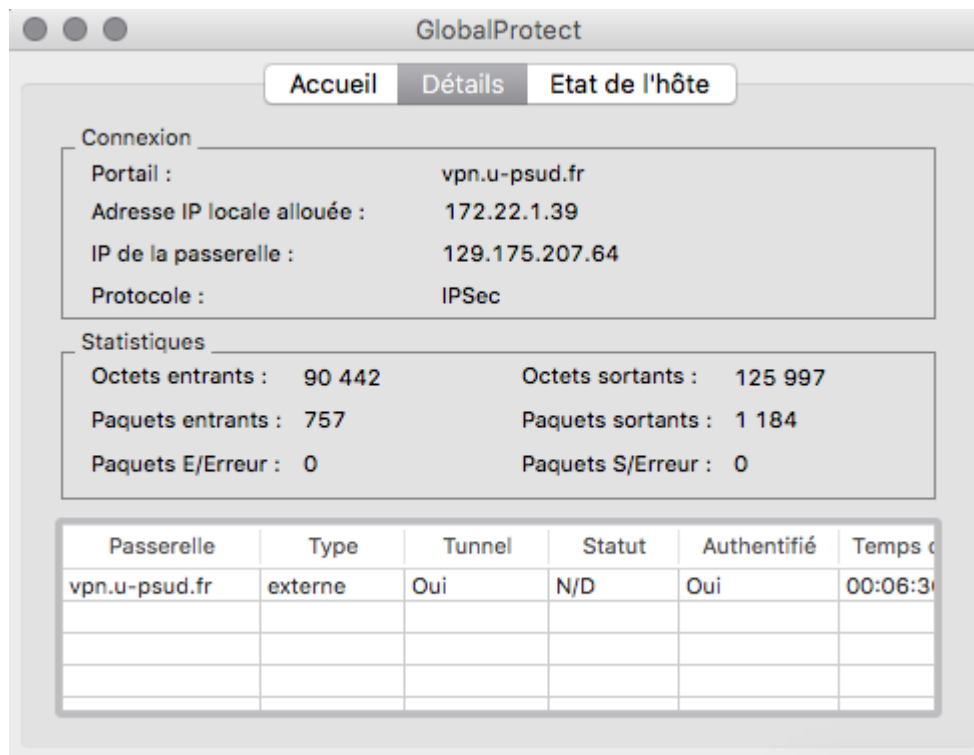 GlobalProtect
Accueil Détails Etat de l'hôte
Connexion
Portail : vpn.u-psud.fr
Adresse IP locale allouée : 172.22.1.39
IP de la passerelle : 129.175.207.64
Protocole : IPSec
Statistiques
Octets entrants : 90 442 Octets sortants : 125 997
Paquets entrants : 757 Paquets sortants : 1 184
Paquets E/Erreur : 0 Paquets S/Erreur : 0
Passerelle Type Tunnel Statut Authentifié Temps
vpn.u-psud.fr externe Oui N/D Oui